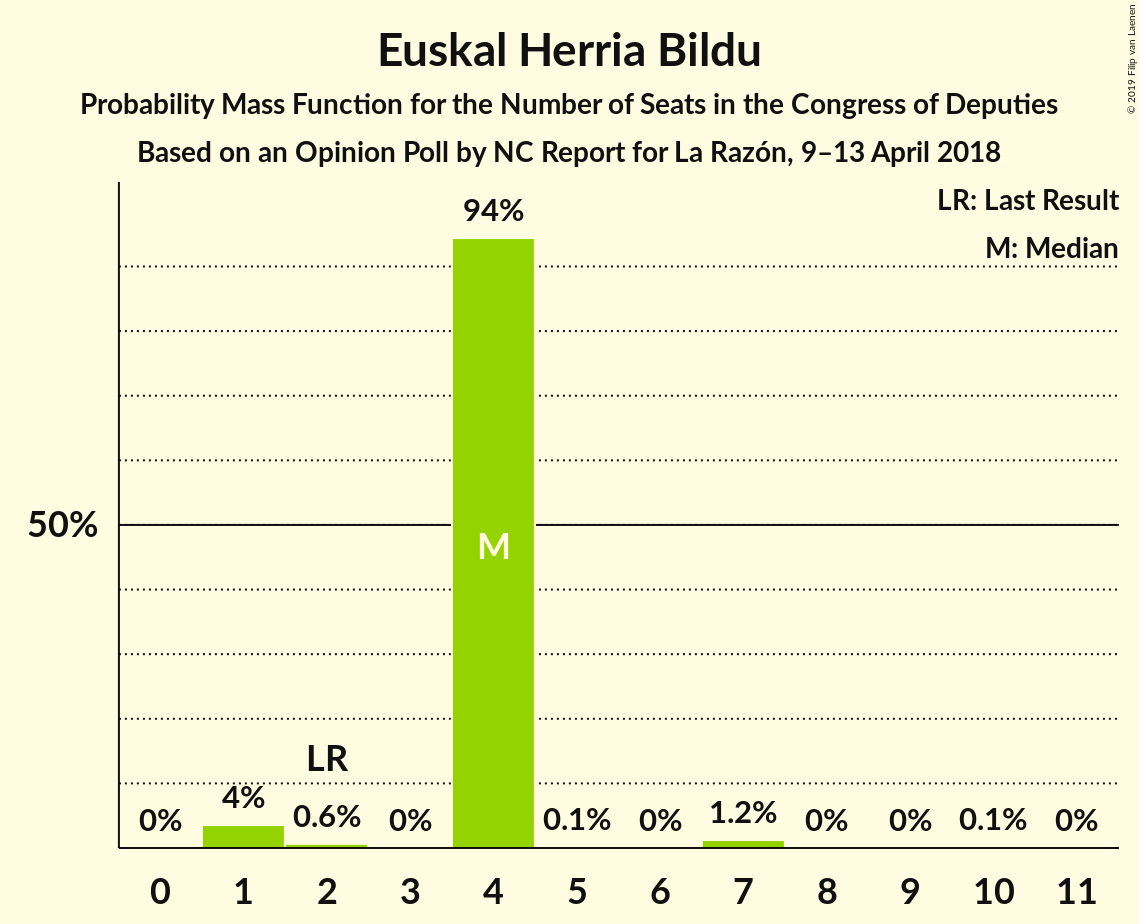 Euskal Herria Bildu
Probability Mass Function for the Number of Seats in the Congress of Deputies
Based on an Opinion Poll by NC Report for La Razón, 9–13 April 2018
© 2019 Filip van Laenen
LR: Last Result
M: Median
94%
50%
M
LR
0% 4% 0.6% 0% 0.1% 0% 1.2% 0% 0% 0.1% 0%
0 1 2 3 4 5 6 7 8 9 10 11